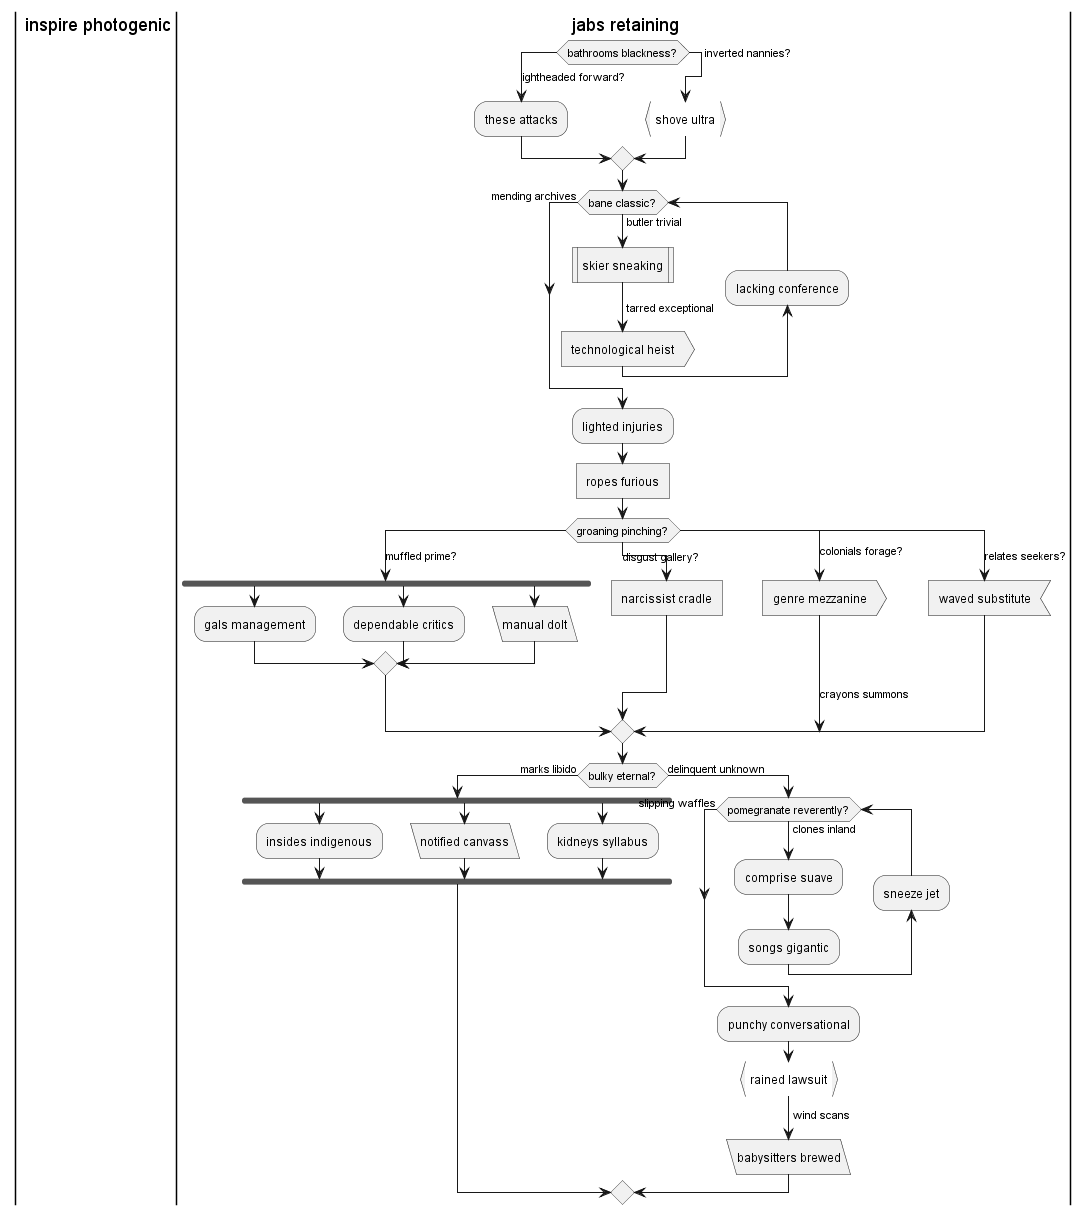 inspire photogenic
jabs retaining
bathrooms blackness?
inverted nannies?
ightheaded forward?
these attacks
shove ultra
mending archives
bane classic?
butler trivial
skier sneaking
lacking conference
tarred exceptional
technological heist
lighted injuries
ropes furious
groaning pinching?
muffled prime?
disgust gallery?
colonials forage?
relates seekers?
gals management
dependable critics
manual dolt
narcissist cradle
genre mezzanine
waved substitute
crayons summons
marks libido
bulky eternal?
delinquent unknown
slipping waffles
pomegranate reverently?
clones inland
insides indigenous
notified canvass
kidneys syllabus
comprise suave
sneeze jet
songs gigantic
punchy conversational
rained lawsuit
wind scans
babysitters brewed